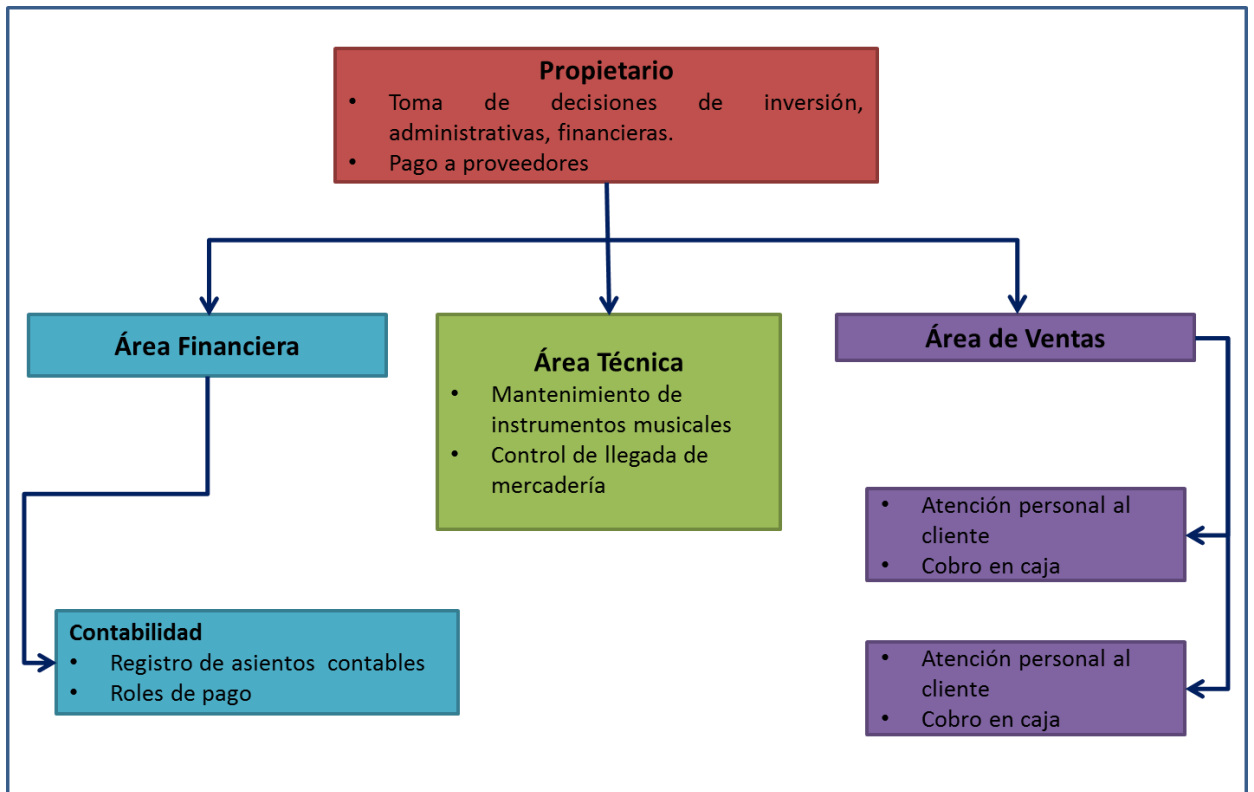 Propietario
• Toma de decisiones de inversión,
administrativas, financieras.
• Pago a proveedores
Área Financiera
Área Técnica
• Mantenimiento de
instrumentos musicales
• Control de llegada de
mercadería
Área de Ventas
• Atención personal al
cliente
• Cobro en caja
Contabilidad
• Registro de asientos contables
• Roles de pago
• Atención personal al
cliente
• Cobro en caja